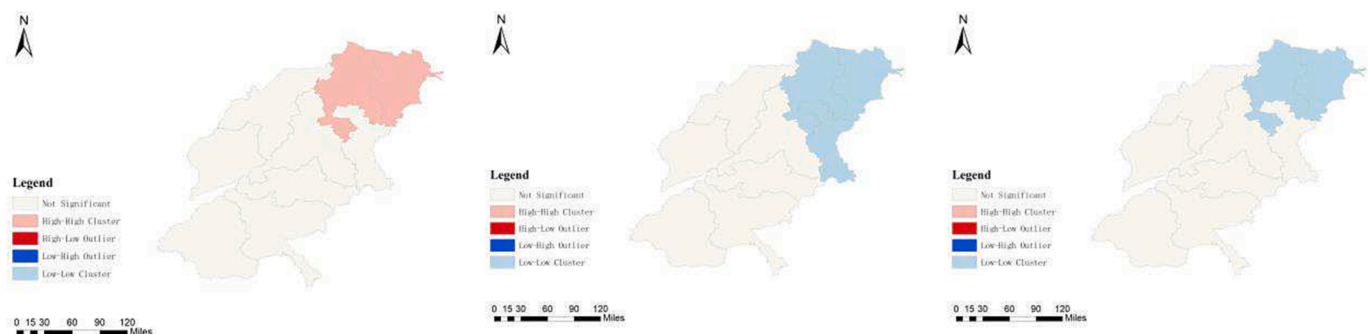 N
Legend
Not Significant
High-High Cluster
High-Low Outlier
Low-High Outlier
Low-Low Cluster
0 15 30 60 90 120
Miles
N
Legend
Not Significant
High-High Cluster
High-Low Outlier
Low-High Outlier
Low-Low Cluster
0 15 30 60 90 120
Miles
N
Legend
Not Significant
High-High Cluster
High-Low Outlier
Low-High Outlier
Low-Low Cluster
0 15 30 60 90 120
Miles